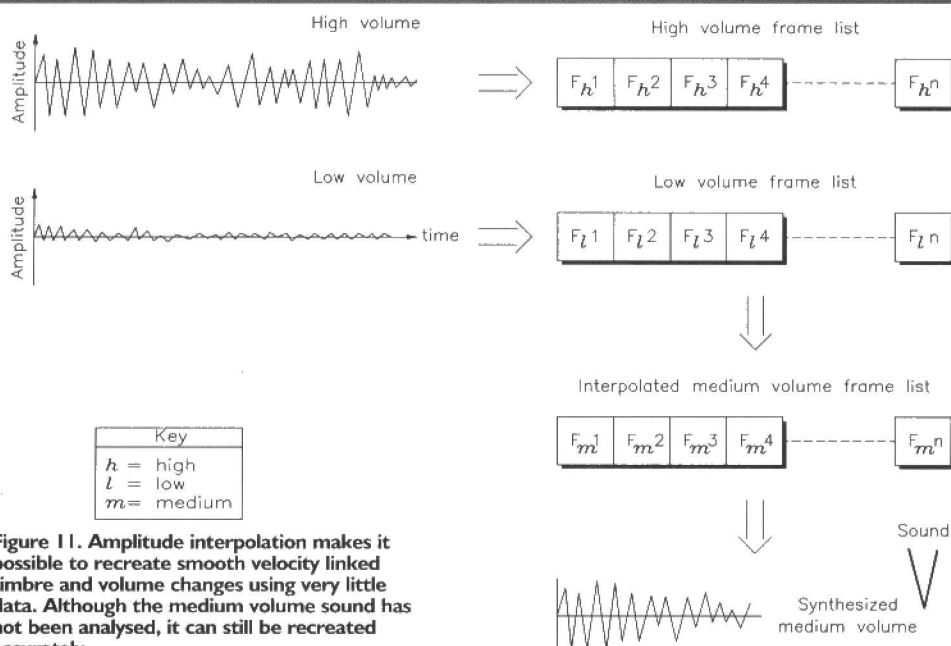 High volume
Amplitude
High volume frame list
Fh1 Fh2 Fh3 Fh4 Fhn
Low volume
Amplitude
time
Low volume frame list
Fl1 Fl2 Fl3 Fl4 Fln
Interpolated medium volume frame list
Fm1 Fm2 Fm3 Fm4 Fmn
Key
h = high
l = low
m= medium
Figure 11. Amplitude interpolation makes it
possible to recreate smooth velocity linked
timbre and volume changes using very little
data. Although the medium volume sound has
not been analysed, it can still be recreated
Sound
Synthesized
medium volume